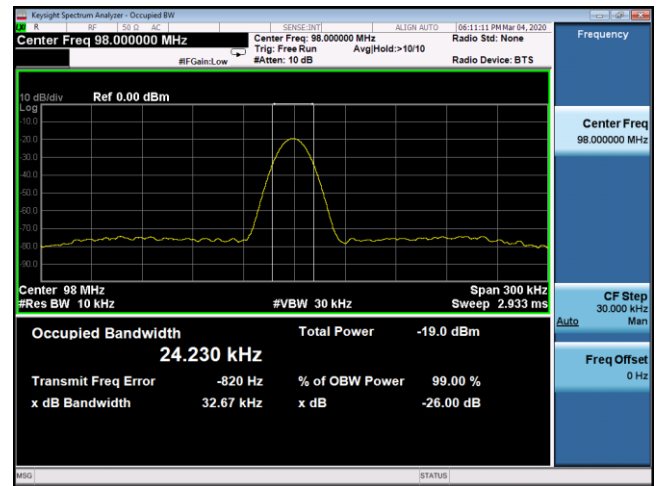 Keysight Spectrum Analyzer - Occupied BW
R RF 50 Ω AC SENSE:INT ALIGN AUTO 06:11:11 PM Mar 04, 2020
Center Freq 98.000000 MHz
Center Freq: 98.000000 MHz
Radio Std: None
Trig: Free Run Avg|Hold:>10/10
#IFGain:Low
#Atten: 10 dB
Radio Device: BTS
10 dB/div Ref 0.00 dBm
Log
-10.0
-20.0
-30.0
-40.0
-50.0
-60.0
-70.0
-80.0
-90.0
Center 98 MHz Span 300 kHz
#Res BW 10 kHz #VBW 30 kHz Sweep 2.933 ms
Occupied Bandwidth Total Power -19.0 dBm
24.230 kHz
Transmit Freq Error -820 Hz % of OBW Power 99.00 %
x dB Bandwidth 32.67 kHz x dB -26.00 dB
MSG STATUS
Frequency
Center Freq
98.000000 MHz
CF Step
30.000 kHz
Auto Man
Freq Offset
0 Hz